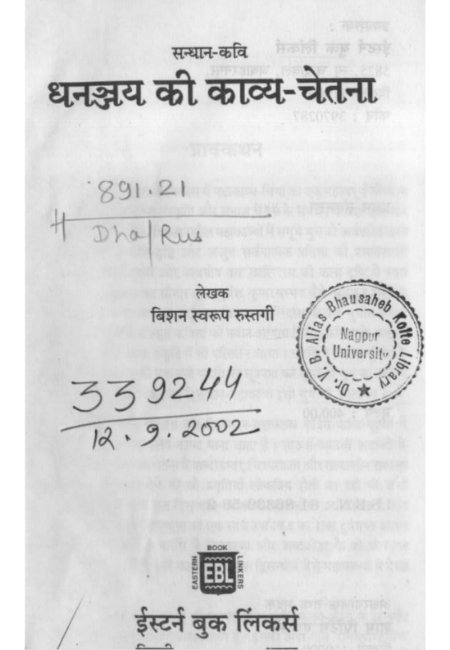 सन्धान-कवि
धनञ्जय की काव्य-चेतना
891.21
H
Dha/Rus
लेखक
बिशन स्वरूप रुस्तगी
Dr. V. B. Alias Bhausaheb Kolte Library
Nagpur
University
339244
12.9.2002
BOOK
EASTERN
EBL
LINKERS
ईस्टर्न बुक लिंकर्स